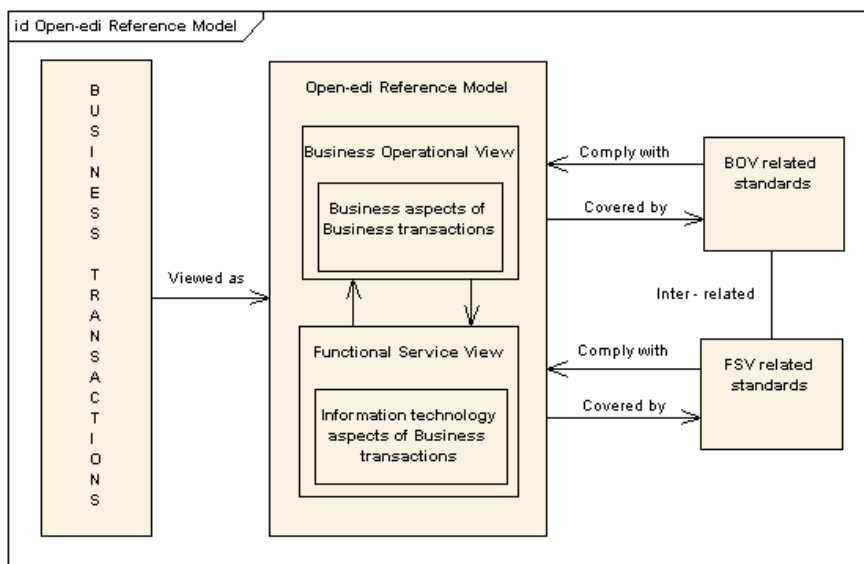 id Open-edi Reference Model
BUSINESS TRANSACTIONS
Viewed as
Open-edi Reference Model
Business Operational View
Business aspects of
Business transactions
Functional Service View
Information technology
aspects of Business
transactions
Comply with
Covered by
BOV related
standards
Inter - related
Comply with
Covered by
FSV related
standards